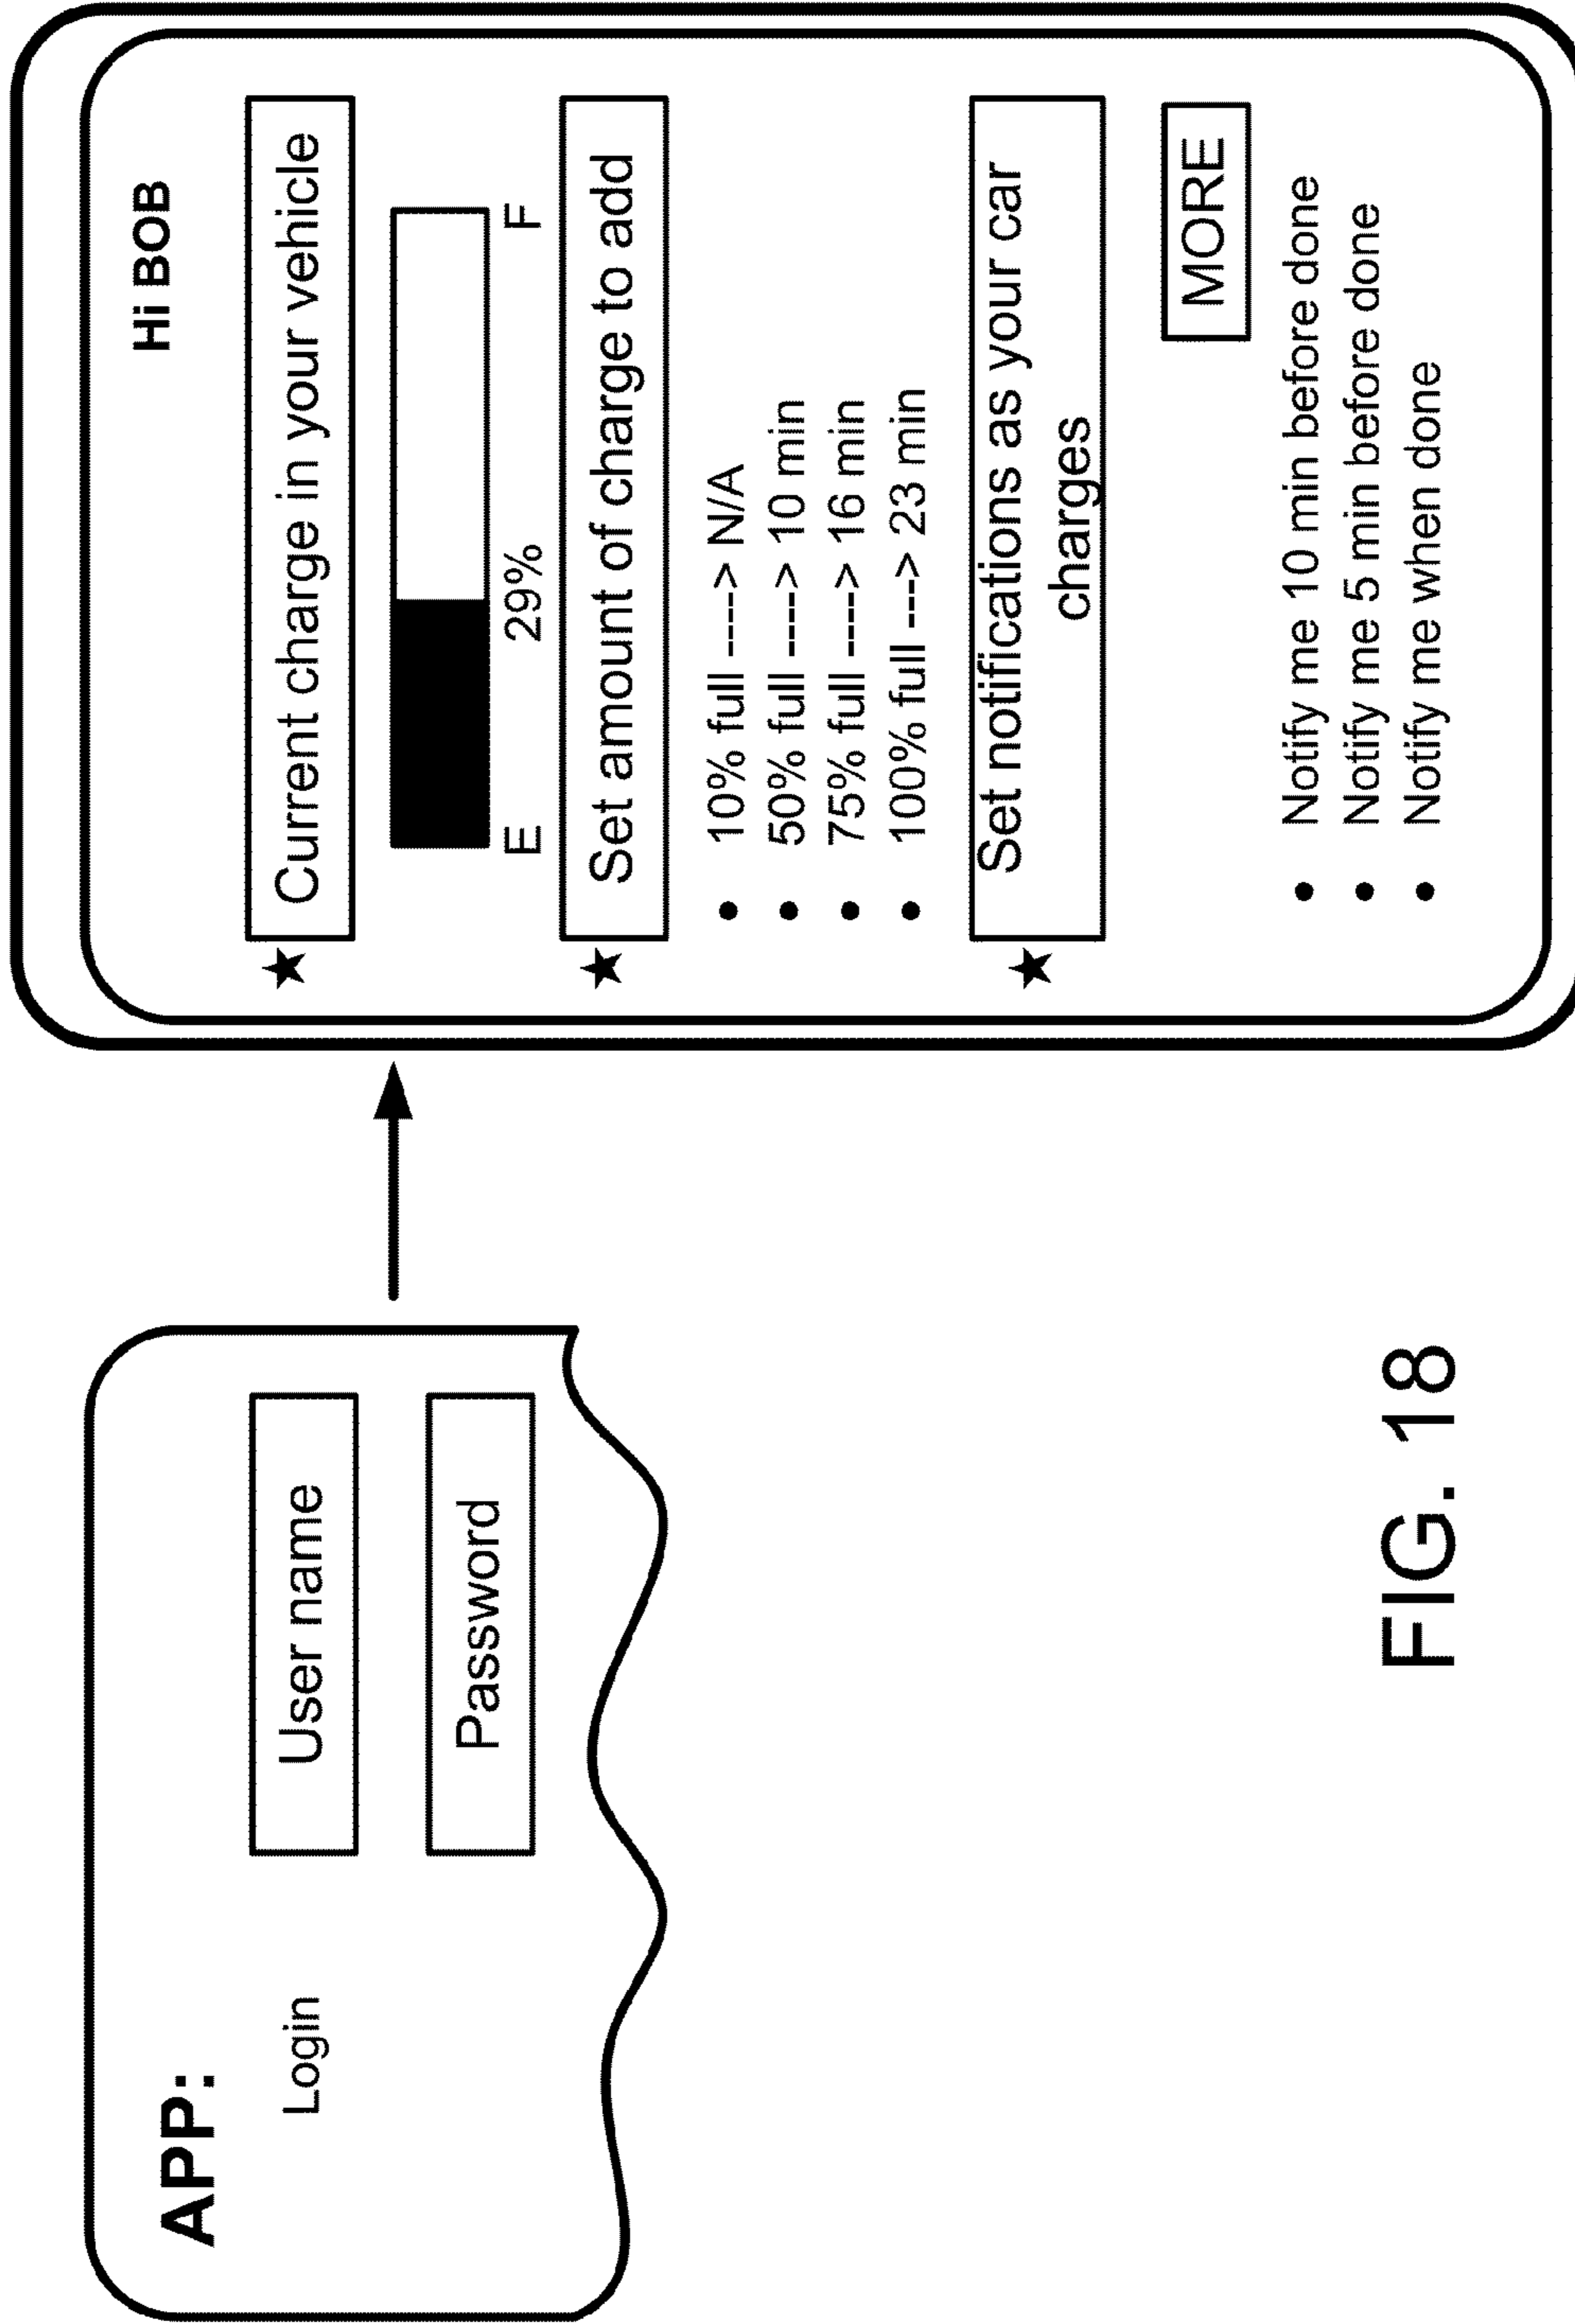 APP:
Login
User name
Password
Hi BOB
★ Current charge in your vehicle
E 29% F
★ Set amount of charge to add
• 10% full ----> N/A
• 50% full ----> 10 min
• 75% full ----> 16 min
• 100% full ---> 23 min
★ Set notifications as your car
charges
MORE
• Notify me 10 min before done
• Notify me 5 min before done
• Notify me when done
FIG. 18